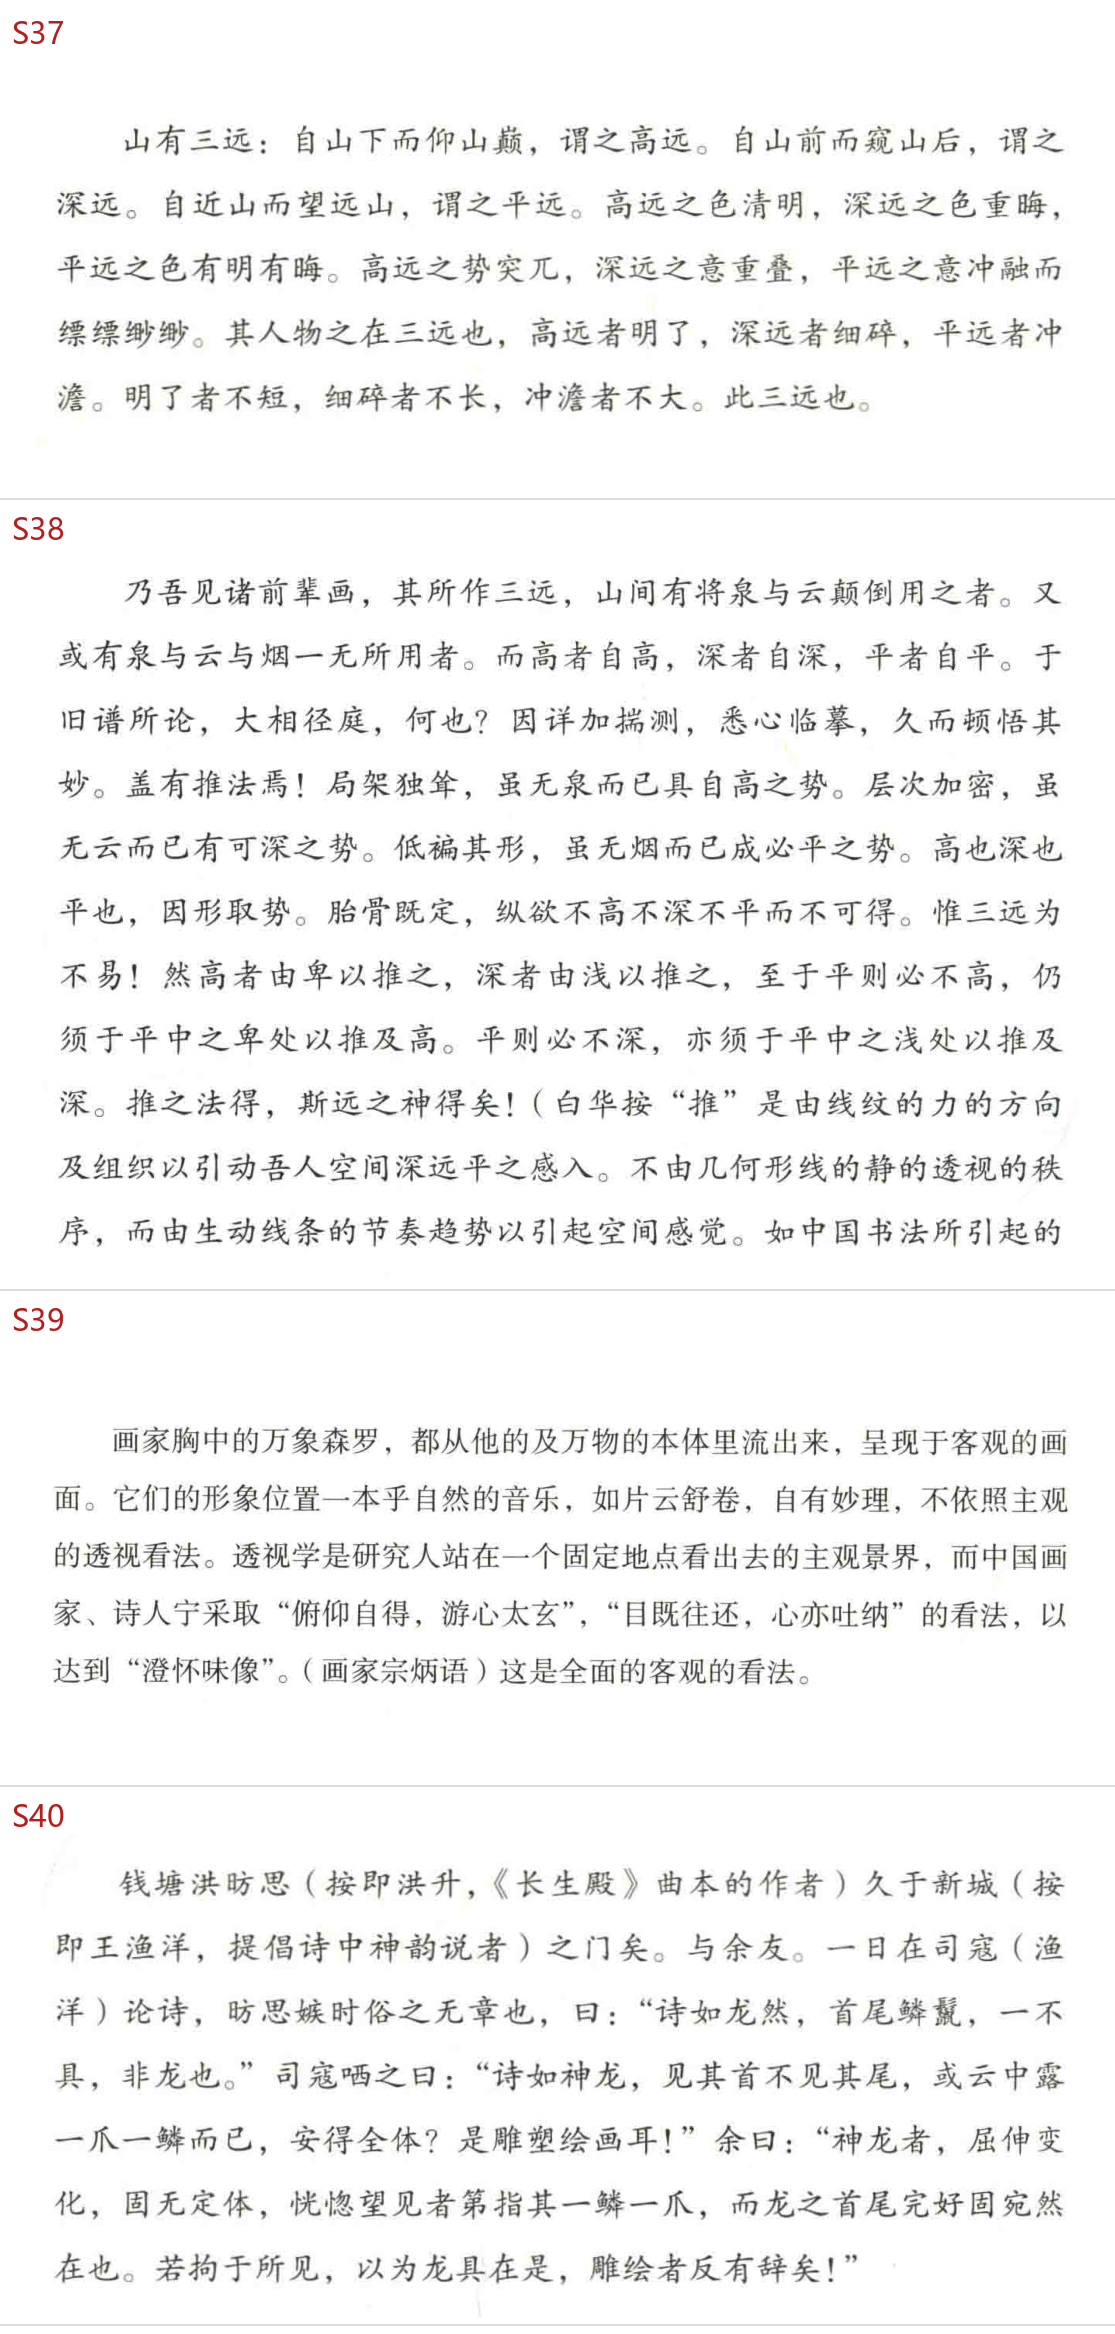 S37
山有三远：自山下而仰山巅，谓之高远。自山前而窥山后，谓之
深远。自近山而望远山，谓之平远。高远之色清明，深远之色重晦，
平远之色有明有晦。高远之势突兀，深远之意重叠，平远之意冲融而
缥缥缈缈。其人物之在三远也，高远者明了，深远者细碎，平远者冲
澹。明了者不短，细碎者不长，冲澹者不大。此三远也。
S38
乃吾见诸前辈画，其所作三远，山间有将泉与云颠倒用之者。又
或有泉与云与烟一无所用者。而高者自高，深者自深，平者自平。于
旧谱所论，大相径庭，何也？因详加揣测，悉心临摹，久而顿悟其
妙。盖有推法焉！局架独耸，虽无泉而已具自高之势。层次加密，虽
无云而已有可深之势。低褊其形，虽无烟而已成必平之势。高也深也
平也，因形取势。胎骨既定，纵欲不高不深不平而不可得。惟三远为
不易！然高者由卑以推之，深者由浅以推之，至于平则必不高，仍
须于平中之卑处以推及高。平则必不深，亦须于平中之浅处以推及
深。推之法得，斯远之神得矣！（白华按“推”是由线纹的力的方向
及组织以引动吾人空间深远平之感入。不由几何形线的静的透视的秩
序，而由生动线条的节奏趋势以引起空间感觉。如中国书法所引起的
S39
画家胸中的万象森罗，都从他的及万物的本体里流出来，呈现于客观的画
面。它们的形象位置一本乎自然的音乐，如片云舒卷，自有妙理，不依照主观
的透视看法。透视学是研究人站在一个固定地点看出去的主观景界，而中国画
家、诗人宁采取“俯仰自得，游心太玄”，“目既往还，心亦吐纳”的看法，以
达到“澄怀味像”。（画家宗炳语）这是全面的客观的看法。
S40
钱塘洪昉思（按即洪升，《长生殿》曲本的作者）久于新城（按
即王渔洋，提倡诗中神韵说者）之门矣。与余友。一日在司寇（渔
洋）论诗，昉思嫉时俗之无章也，曰：“诗如龙然，首尾鳞鬣，一不
具，非龙也。”司寇哂之曰：“诗如神龙，见其首不见其尾，或云中露
一爪一鳞而已，安得全体？是雕塑绘画耳！”余曰：“神龙者，屈伸变
化，固无定体，恍惚望见者第指其一鳞一爪，而龙之首尾完好固宛然
在也。若拘于所见，以为龙具在是，雕绘者反有辞矣！”